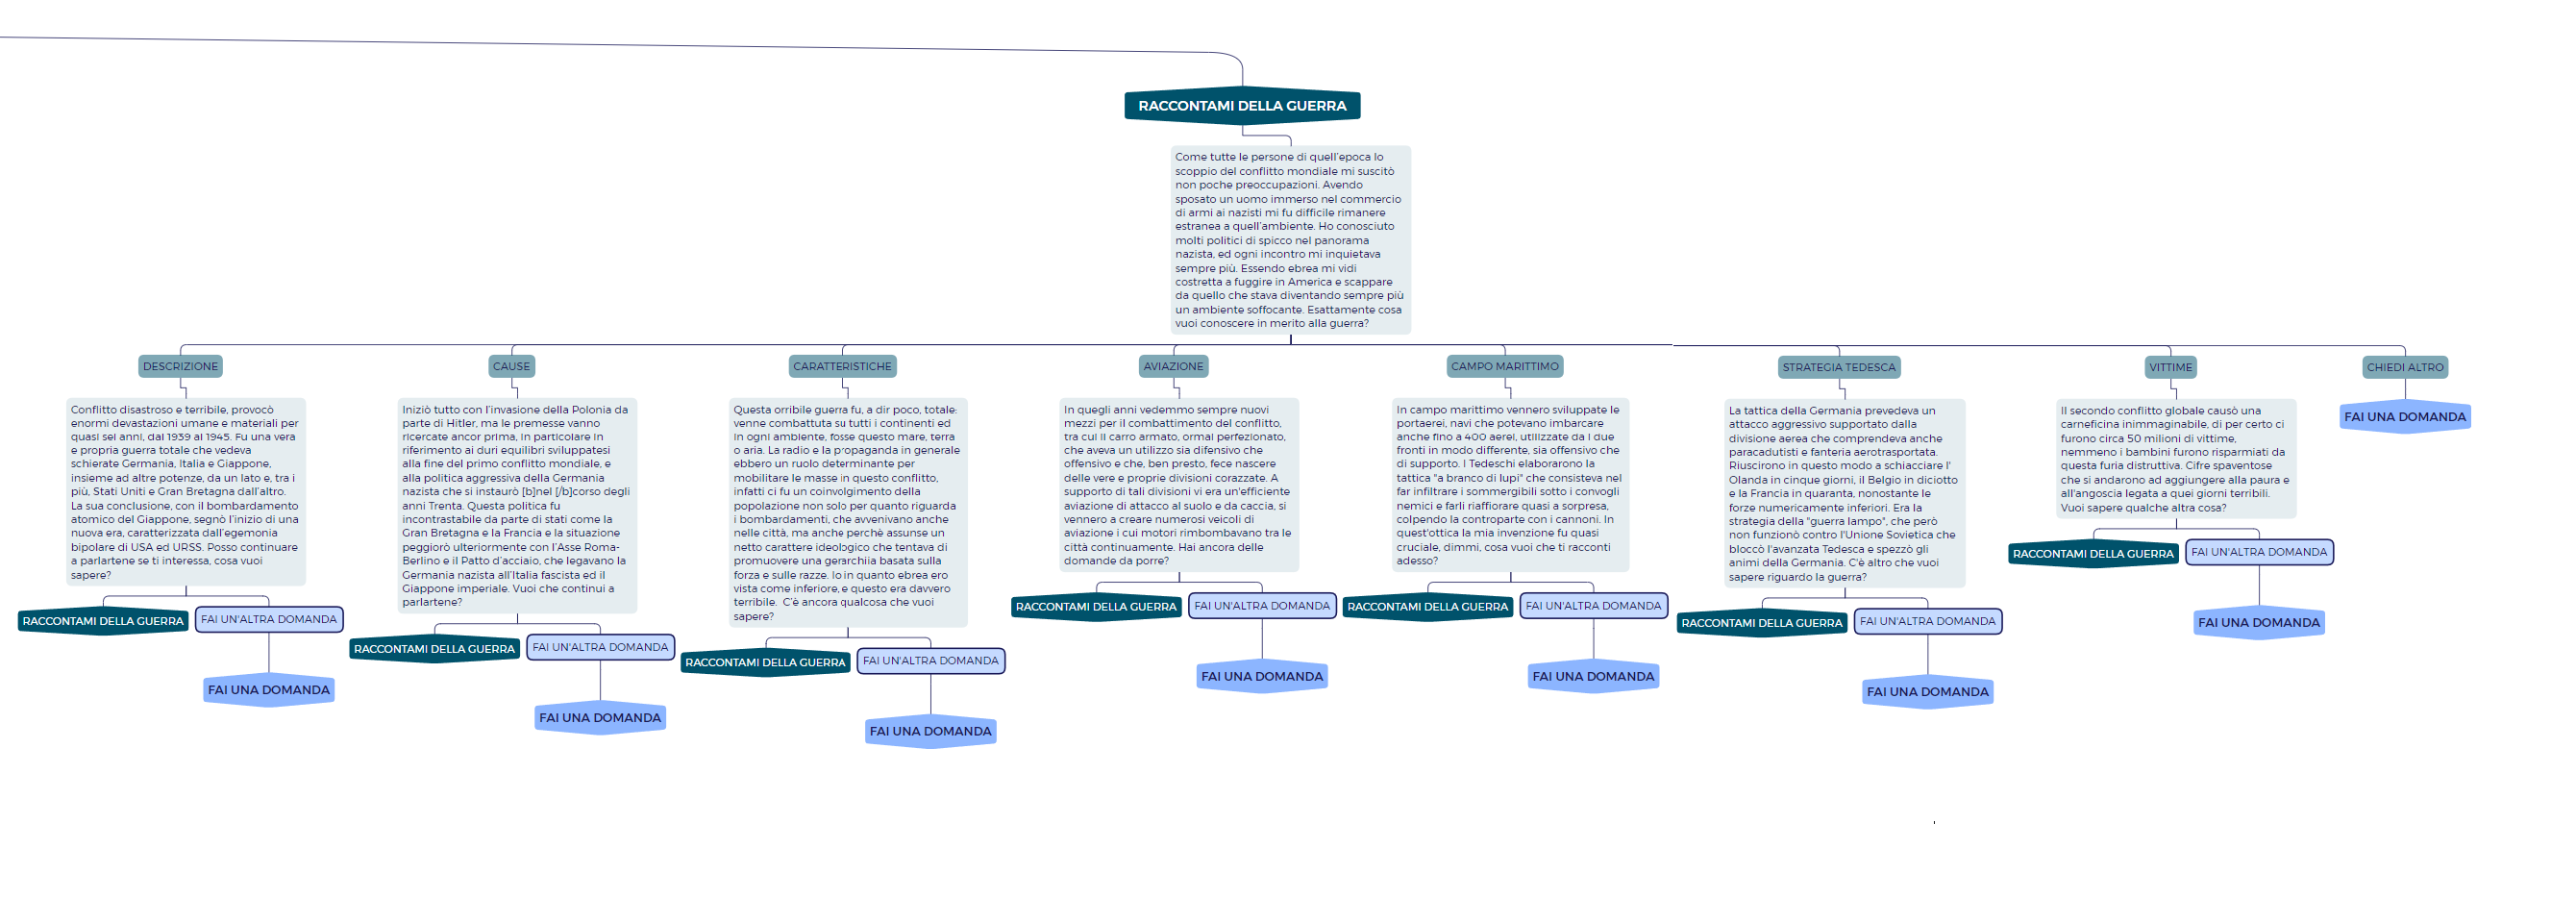 RACCONTAMI DELLA GUERRA
Come tutte le persone di quell'epoca lo
scoppio del conflitto mondiale mi suscitò
non poche preoccupazioni. Avendo
sposato un uomo immerso nel commercio
di armi ai nazisti mi fu difficile rimanere
estranea a quell'ambiente. Ho conosciuto
molti politici di spicco nel panorama
nazista, ed ogni incontro mi inquietava
sempre più. Essendo ebrea mi vidi
costretta a fuggire in America e scappare
da quello che stava diventando sempre più
un ambiente soffocante. Esattamente cosa
vuoi conoscere in merito alla guerra?
DESCRIZIONE
Conflitto disastroso e terribile, provocò
enormi devastazioni umane e materiali per
quasi sei anni, dal 1939 al 1945. Fu una vera
e propria guerra totale che vedeva
schierate Germania, Italia e Giappone,
insieme ad altre potenze, da un lato e, tra i
più, Stati Uniti e Gran Bretagna dall'altro.
La sua conclusione, con il bombardamento
atomico del Giappone, segnò l'inizio di una
nuova era, caratterizzata dall'egemonia
bipolare di USA ed URSS. Posso continuare
a parlartene se ti interessa, cosa vuoi
sapere?
RACCONTAMI DELLA GUERRA
FAI UN'ALTRA DOMANDA
FAI UNA DOMANDA
CAUSE
Iniziò tutto con l'invasione della Polonia da
parte di Hitler, ma le premesse vanno
ricercate ancor prima, in particolare in
riferimento ai duri equilibri sviluppatesi
alla fine del primo conflitto mondiale, e
alla politica aggressiva della Germania
nazista che si instaurò [b]nel [/b]corso degli
anni Trenta. Questa politica fu
incontrastabile da parte di stati come la
Gran Bretagna e la Francia e la situazione
peggiorò ulteriormente con l'Asse Roma-
Berlino e il Patto d'acciaio, che legavano la
Germania nazista all'Italia fascista ed il
Giappone imperiale. Vuoi che continui a
parlartene?
RACCONTAMI DELLA GUERRA
FAI UN'ALTRA DOMANDA
FAI UNA DOMANDA
CARATTERISTICHE
Questa orribile guerra fu, a dir poco, totale:
venne combattuta su tutti i continenti ed
in ogni ambiente, fosse questo mare, terra
o aria. La radio e la propaganda in generale
ebbero un ruolo determinante per
mobilitare le masse in questo conflitto,
infatti ci fu un coinvolgimento della
popolazione non solo per quanto riguarda
i bombardamenti, che avvenivano anche
nelle città, ma anche perchè assunse un
netto carattere ideologico che tentava di
promuovere una gerarchiia basata sulla
forza e sulle razze. Io in quanto ebrea ero
vista come inferiore, e questo era davvero
terribile.  C'è ancora qualcosa che vuoi
sapere?
RACCONTAMI DELLA GUERRA
FAI UN'ALTRA DOMANDA
FAI UNA DOMANDA
AVIAZIONE
In quegli anni vedemmo sempre nuovi
mezzi per il combattimento del conflitto,
tra cui il carro armato, ormai perfezionato,
che aveva un utilizzo sia difensivo che
offensivo e che, ben presto, fece nascere
delle vere e proprie divisioni corazzate. A
supporto di tali divisioni vi era un'efficiente
aviazione di attacco al suolo e da caccia, si
vennero a creare numerosi veicoli di
aviazione i cui motori rimbombavano tra le
città continuamente. Hai ancora delle
domande da porre?
RACCONTAMI DELLA GUERRA
FAI UN'ALTRA DOMANDA
FAI UNA DOMANDA
CAMPO MARITTIMO
In campo marittimo vennero sviluppate le
portaerei, navi che potevano imbarcare
anche fino a 400 aerei, utilizzate da i due
fronti in modo differente, sia offensivo che
di supporto. I Tedeschi elaborarono la
tattica "a branco di lupi" che consisteva nel
far infiltrare i sommergibili sotto i convogli
nemici e farli riaffiorare quasi a sorpresa,
colpendo la controparte con i cannoni. In
quest'ottica la mia invenzione fu quasi
cruciale, dimmi, cosa vuoi che ti racconti
adesso?
RACCONTAMI DELLA GUERRA
FAI UN'ALTRA DOMANDA
FAI UNA DOMANDA
STRATEGIA TEDESCA
La tattica della Germania prevedeva un
attacco aggressivo supportato dalla
divisione aerea che comprendeva anche
paracadutisti e fanteria aerotrasportata.
Riuscirono in questo modo a schiacciare l'
Olanda in cinque giorni, il Belgio in diciotto
e la Francia in quaranta, nonostante le
forze numericamente inferiori. Era la
strategia della "guerra lampo", che però
non funzionò contro l'Unione Sovietica che
bloccò l'avanzata Tedesca e spezzò gli
animi della Germania. C'è altro che vuoi
sapere riguardo la guerra?
RACCONTAMI DELLA GUERRA
FAI UN'ALTRA DOMANDA
FAI UNA DOMANDA
VITTIME
Il secondo conflitto globale causò una
carneficina inimmaginabile, di per certo ci
furono circa 50 milioni di vittime,
nemmeno i bambini furono risparmiati da
questa furia distruttiva. Cifre spaventose
che si andarono ad aggiungere alla paura e
all'angoscia legata a quei giorni terribili.
Vuoi sapere qualche altra cosa?
RACCONTAMI DELLA GUERRA
FAI UN'ALTRA DOMANDA
FAI UNA DOMANDA
CHIEDI ALTRO
FAI UNA DOMANDA